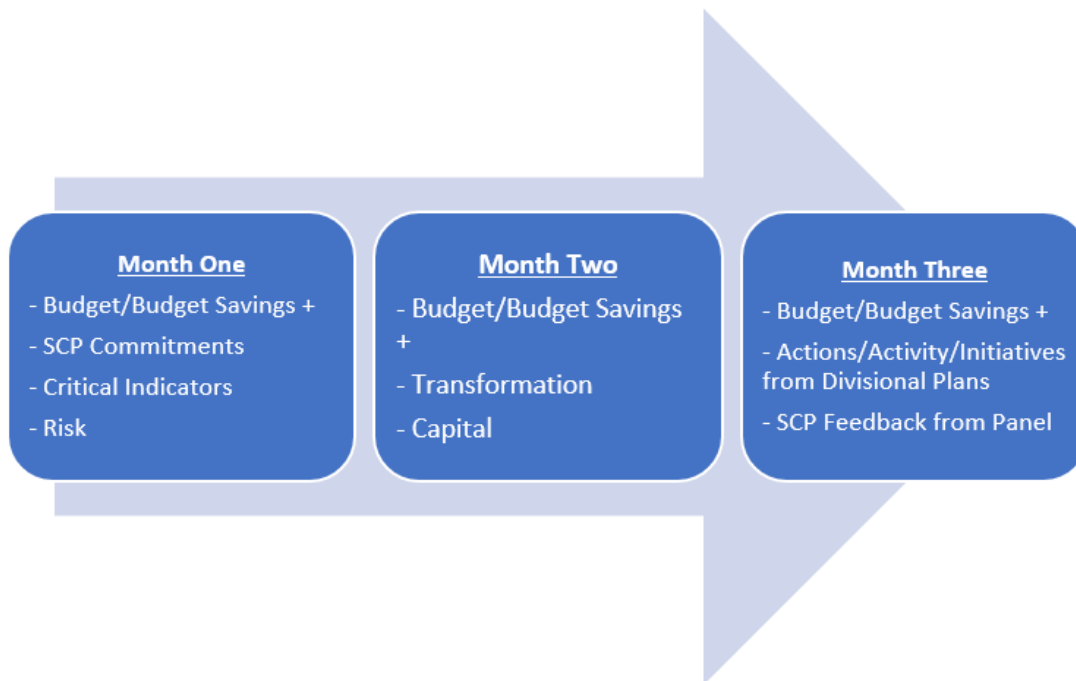 Month One
- Budget/Budget Savings +
- SCP Commitments
- Critical Indicators
- Risk
Month Two
- Budget/Budget Savings
+
- Transformation
- Capital
Month Three
- Budget/Budget Savings +
- Actions/Activity/Initiatives
from Divisional Plans
- SCP Feedback from Panel